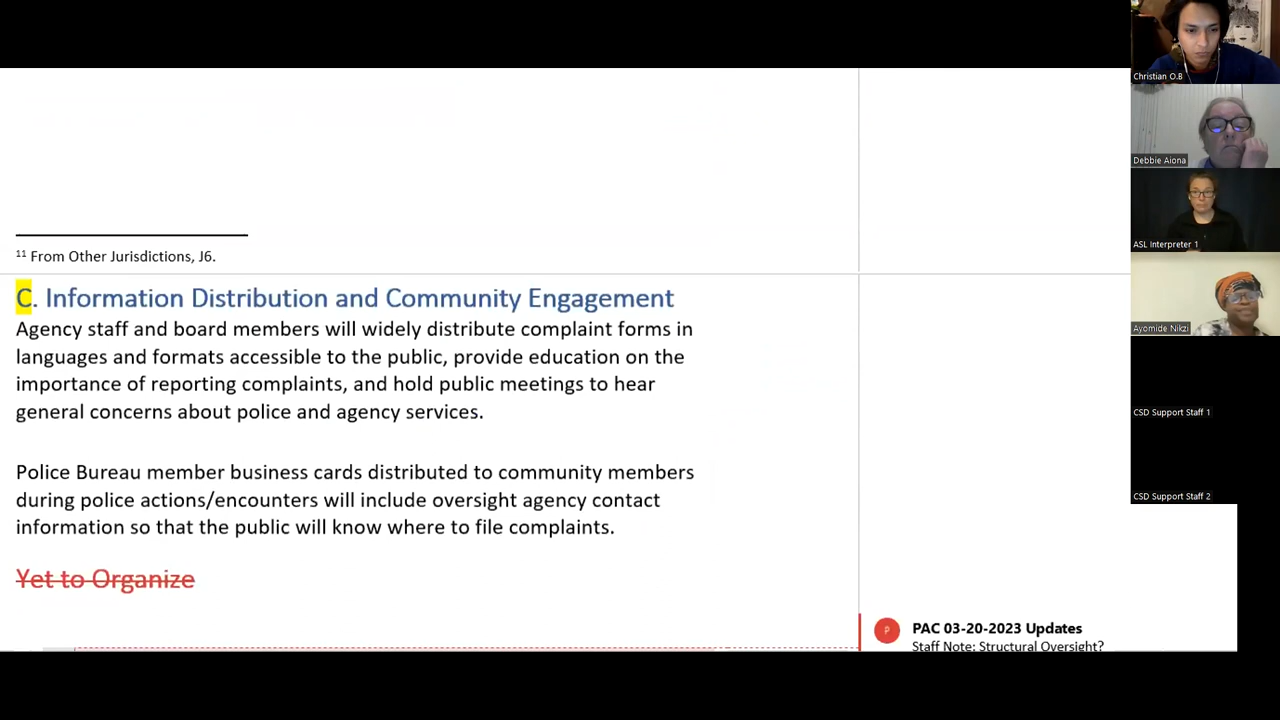 Christian O.B
Debbie Aiona
ASL Interpreter 1
Ayomide Nikzi
CSD Support Staff 1
CSD Support Staff 2
11 From Other Jurisdictions, J6.
C. Information Distribution and Community Engagement
Agency staff and board members will widely distribute complaint forms in
languages and formats accessible to the public, provide education on the
importance of reporting complaints, and hold public meetings to hear
general concerns about police and agency services.
Police Bureau member business cards distributed to community members
during police actions/encounters will include oversight agency contact
information so that the public will know where to file complaints.
Yet to Organize
P
PAC 03-20-2023 Updates
Staff Note: Structural Oversight?